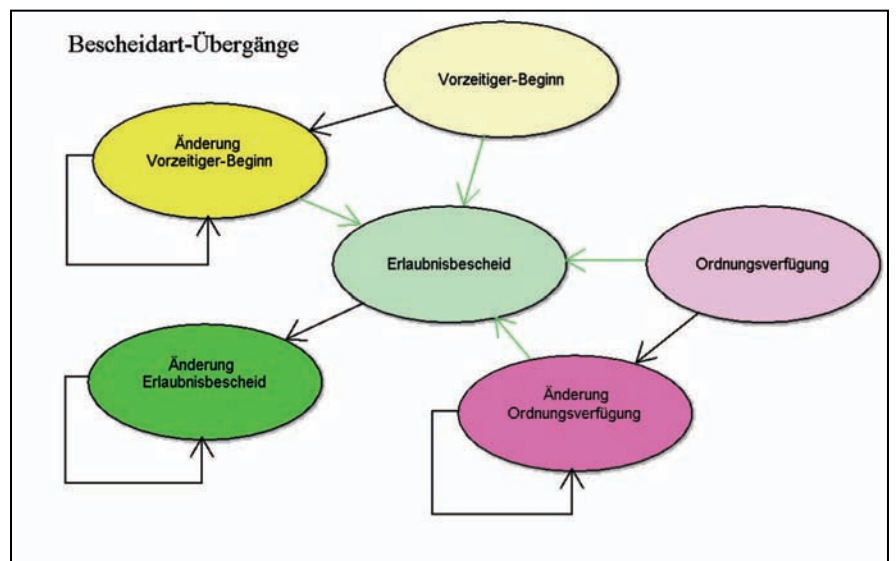 Bescheidart-Übergänge
Vorzeitiger-Beginn
Änderung
Vorzeitiger-Beginn
Erlaubnisbescheid
Ordnungsverfügung
Änderung
Erlaubnisbescheid
Änderung
Ordnungsverfügung